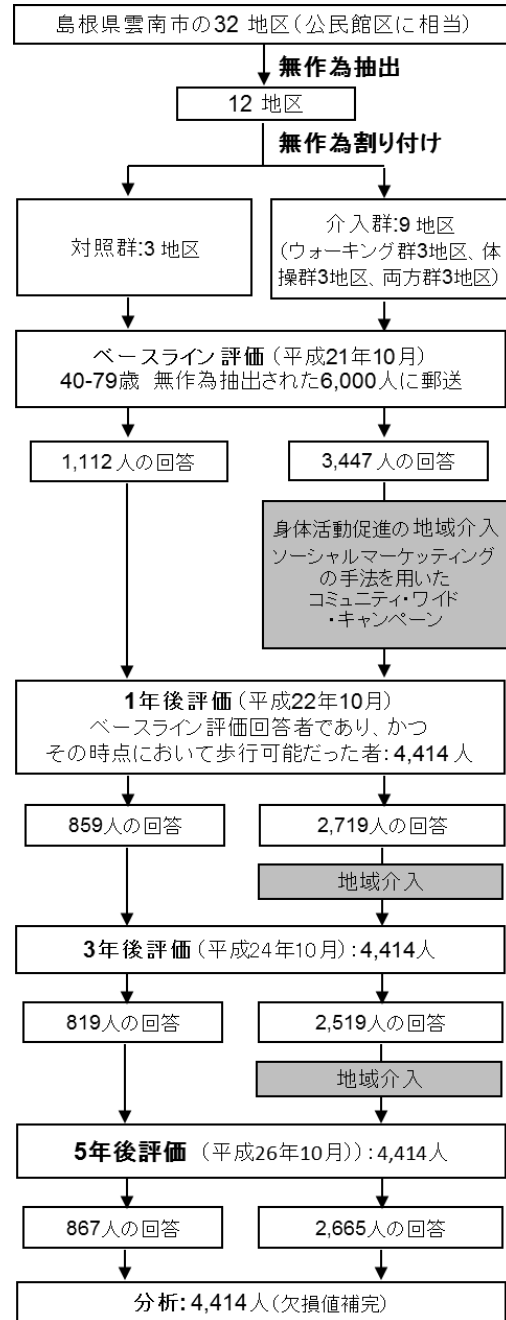 島根県雲南市の32 地区(公民館区に相当)
無作為抽出
12 地区
無作為割り付け
対照群:3 地区
介入群:9 地区
(ウォーキング群3地区、体
操群3地区、両方群3地区)
ベースライン 評価 (平成21年10月)
40-79歳 無作為抽出された6,000人に郵送
1,112 人の回答
3,447 人の回答
身体活動促進の 地域介入
ソーシャルマーケッティング
の手法を用いた
コミュニティ・ワイド
・キャンペーン
1年後評価 (平成22年10月)
ベースライン 評価回答者であり、かつ
その時点において歩行可能だった者: 4,414 人
859人の回答
2,719人の回答
地域介入
3年後評価 (平成24年10月) : 4,414人
819人の回答
2,519人の回答
地域介入
5年後評価 (平成26年10月)) : 4,414人
867人の回答
2,665人の回答
分析: 4,414人(欠損値補完)